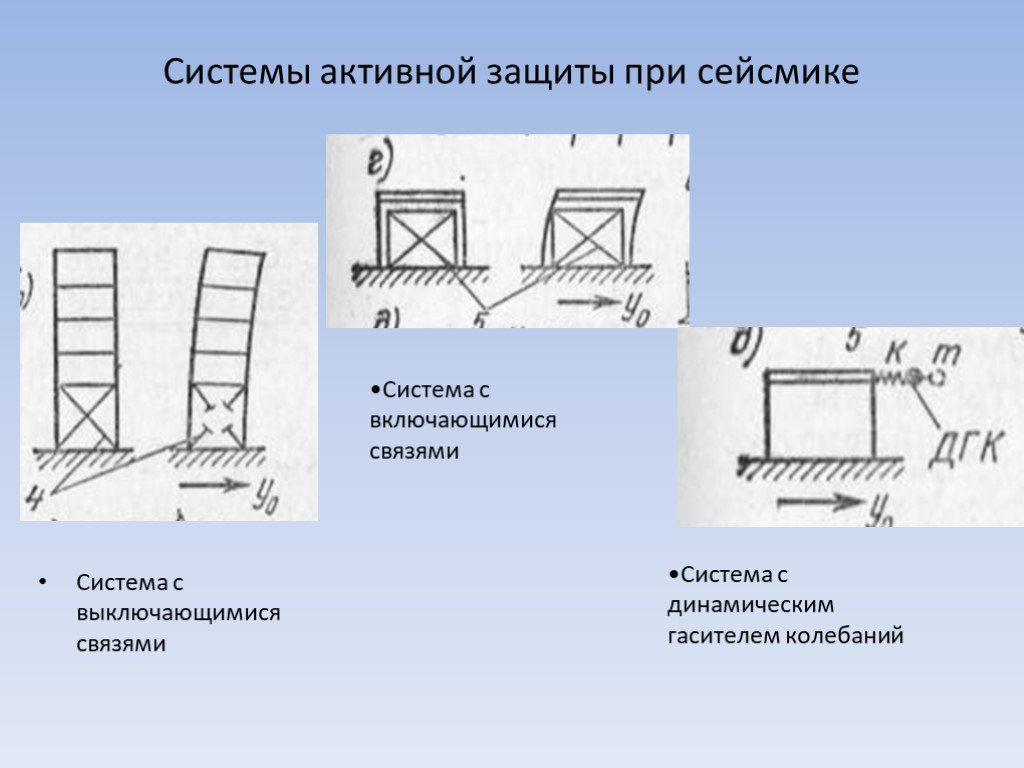 Системы активной защиты при сейсмике
г)
5
y₀
в)
4
y₀
д)
5
к m
ДГК
y₀
•Система с
включающимися
связями
• Система с
выключающимися
связями
•Система с
динамическим
гасителем колебаний